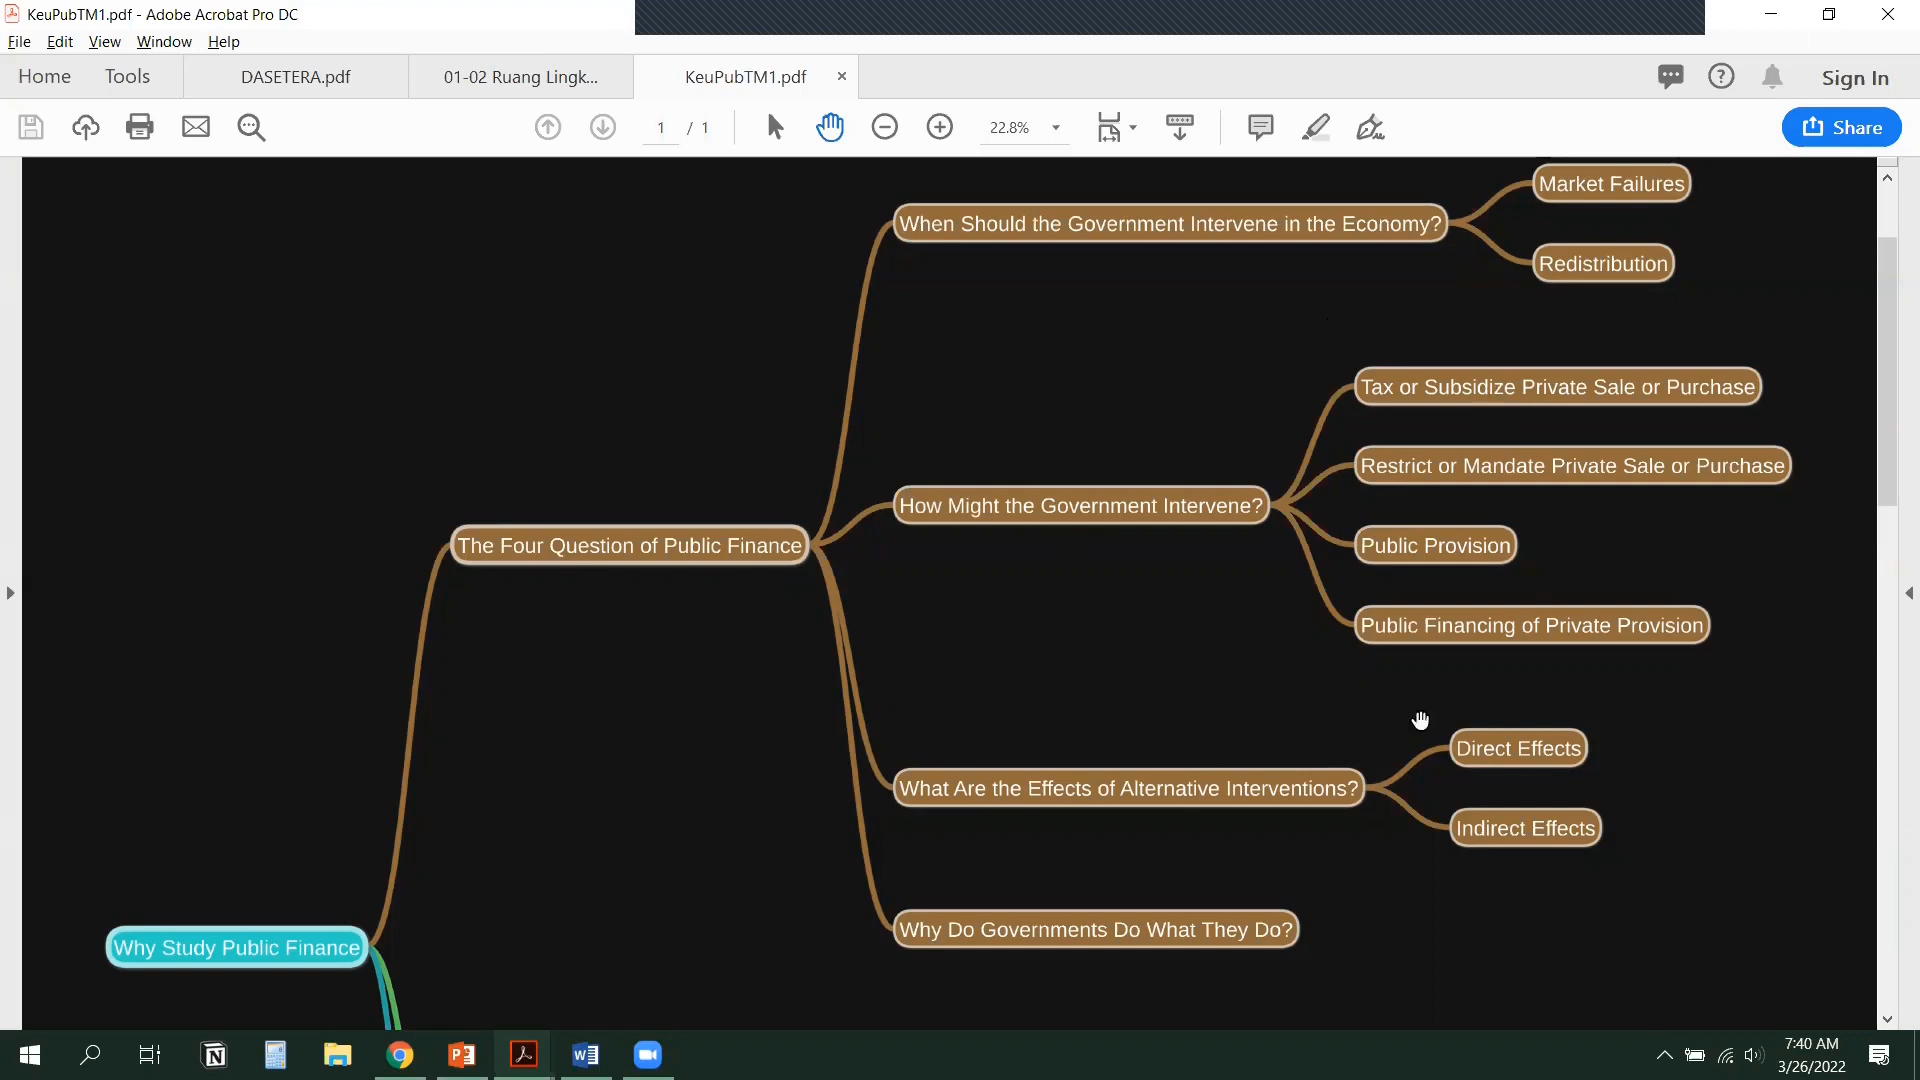 KeuPubTM1.pdf - Adobe Acrobat Pro DC
File Edit View Window Help
Home Tools DASETERA.pdf 01-02 Ruang Lingk... KeuPubTM1.pdf × Sign In
1 / 1 22.8% Share
Market Failures
When Should the Government Intervene in the Economy?
Redistribution
Tax or Subsidize Private Sale or Purchase
Restrict or Mandate Private Sale or Purchase
How Might the Government Intervene?
The Four Question of Public Finance
Public Provision
Public Financing of Private Provision
Direct Effects
What Are the Effects of Alternative Interventions?
Indirect Effects
Why Do Governments Do What They Do?
Why Study Public Finance
7:40 AM
3/26/2022